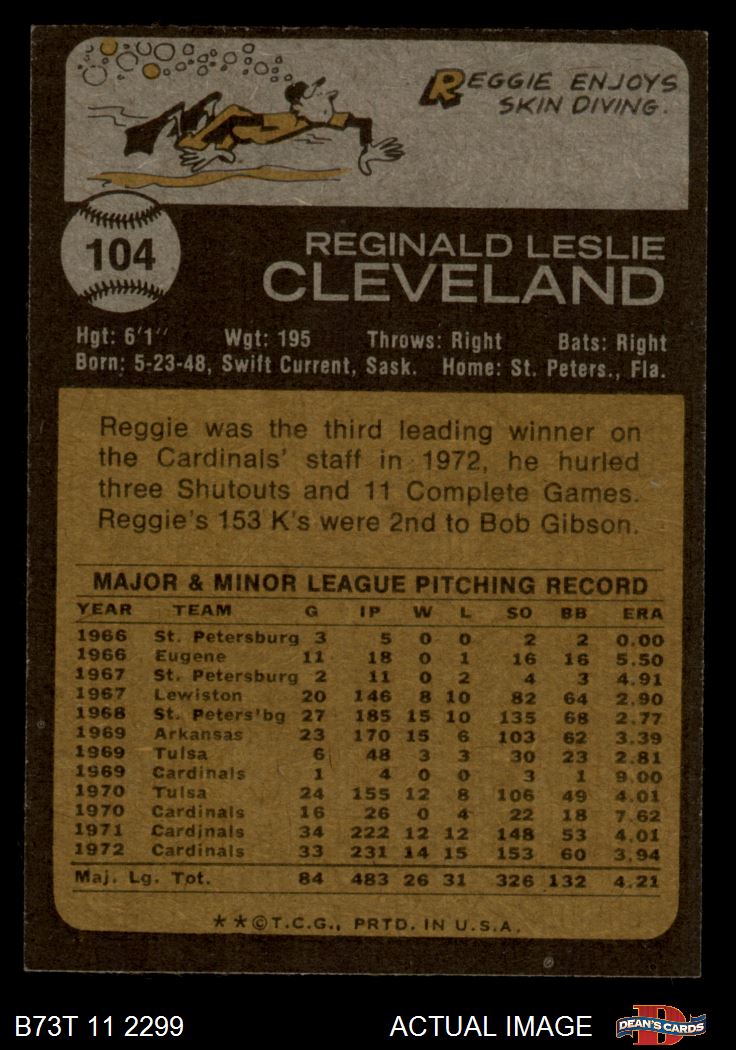 REGGIE ENJOYS
SKIN DIVING.
104
REGINALD LESLIE
CLEVELAND
Hgt: 6'1" Wgt: 195 Throws: Right Bats: Right
Born: 5-23-48, Swift Current, Sask. Home: St. Peters., Fla.
Reggie was the third leading winner on
the Cardinals' staff in 1972, he hurled
three Shutouts and 11 Complete Games.
Reggie's 153 K's were 2nd to Bob Gibson.
MAJOR & MINOR LEAGUE PITCHING RECORD
YEAR TEAM G IP W L SO BB ERA
1966 St. Petersburg 3 5 0 0 2 2 0.00
1966 Eugene 11 18 0 1 16 16 5.50
1967 St. Petersburg 2 11 0 2 4 3 4.91
1967 Lewiston 20 146 8 10 82 64 2.90
1968 St. Peters'bg 27 185 15 10 135 68 2.77
1969 Arkansas 23 170 15 6 103 62 3.39
1969 Tulsa 6 48 3 3 30 23 2.81
1969 Cardinals 1 4 0 0 3 1 9.00
1970 Tulsa 24 155 12 8 106 49 4.01
1970 Cardinals 16 26 0 4 22 18 7.62
1971 Cardinals 34 222 12 12 148 53 4.01
1972 Cardinals 33 231 14 15 153 60 3.94
Maj. Lg. Tot. 84 483 26 31 326 132 4.21
**©T.C.G., PRTD. IN U.S.A.
B73T 11 2299 ACTUAL IMAGE
D
DEAN'S CARDS